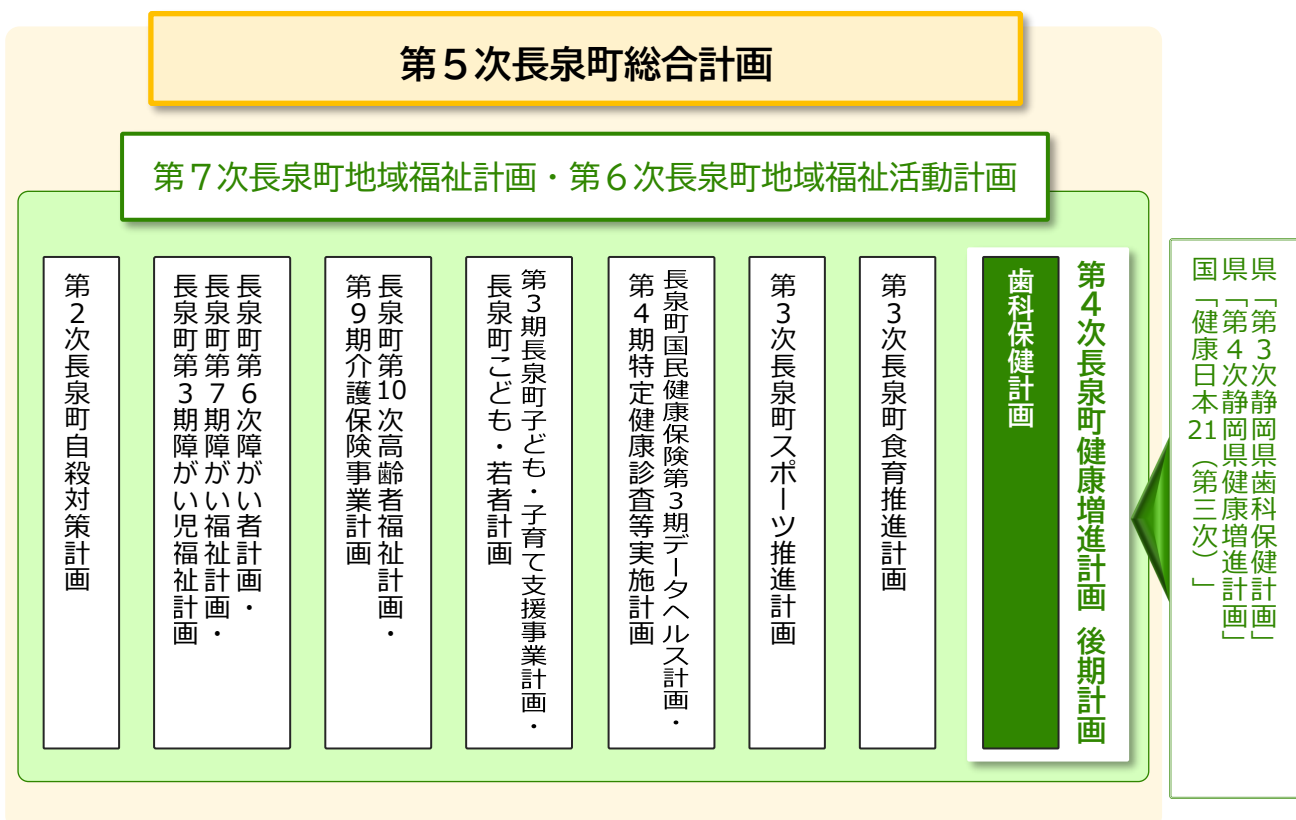 第５次長泉町総合計画
第７次長泉町地域福祉計画・第６次長泉町地域福祉活動計画
県「第３次静岡県歯科保健計画」
県「第４次静岡県健康増進計画」
国「健康日本21（第三次）」
第４次長泉町健康増進計画 後期計画
歯科保健計画
第３次長泉町食育推進計画
第３次長泉町スポーツ推進計画
長泉町国民健康保険第３期データヘルス計画・
第４期特定健康診査等実施計画
第３期長泉町子ども・子育て支援事業計画・
長泉町こども・若者計画
長泉町第10次高齢者福祉計画・
第９期介護保険事業計画
長泉町第６次障がい者計画・
長泉町第７期障がい福祉計画・
長泉町第３期障がい児福祉計画
第２次長泉町自殺対策計画